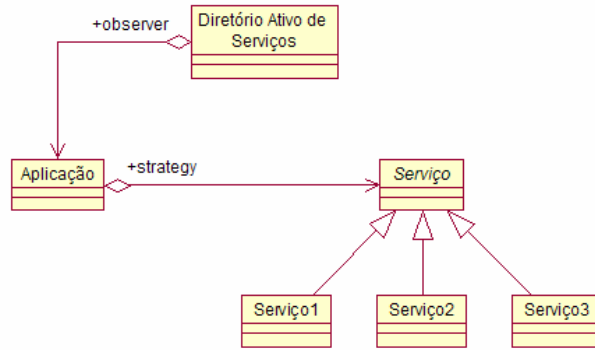 +observer
Diretório Ativo de
Serviços
Aplicação
+strategy
Serviço
Serviço1
Serviço2
Serviço3